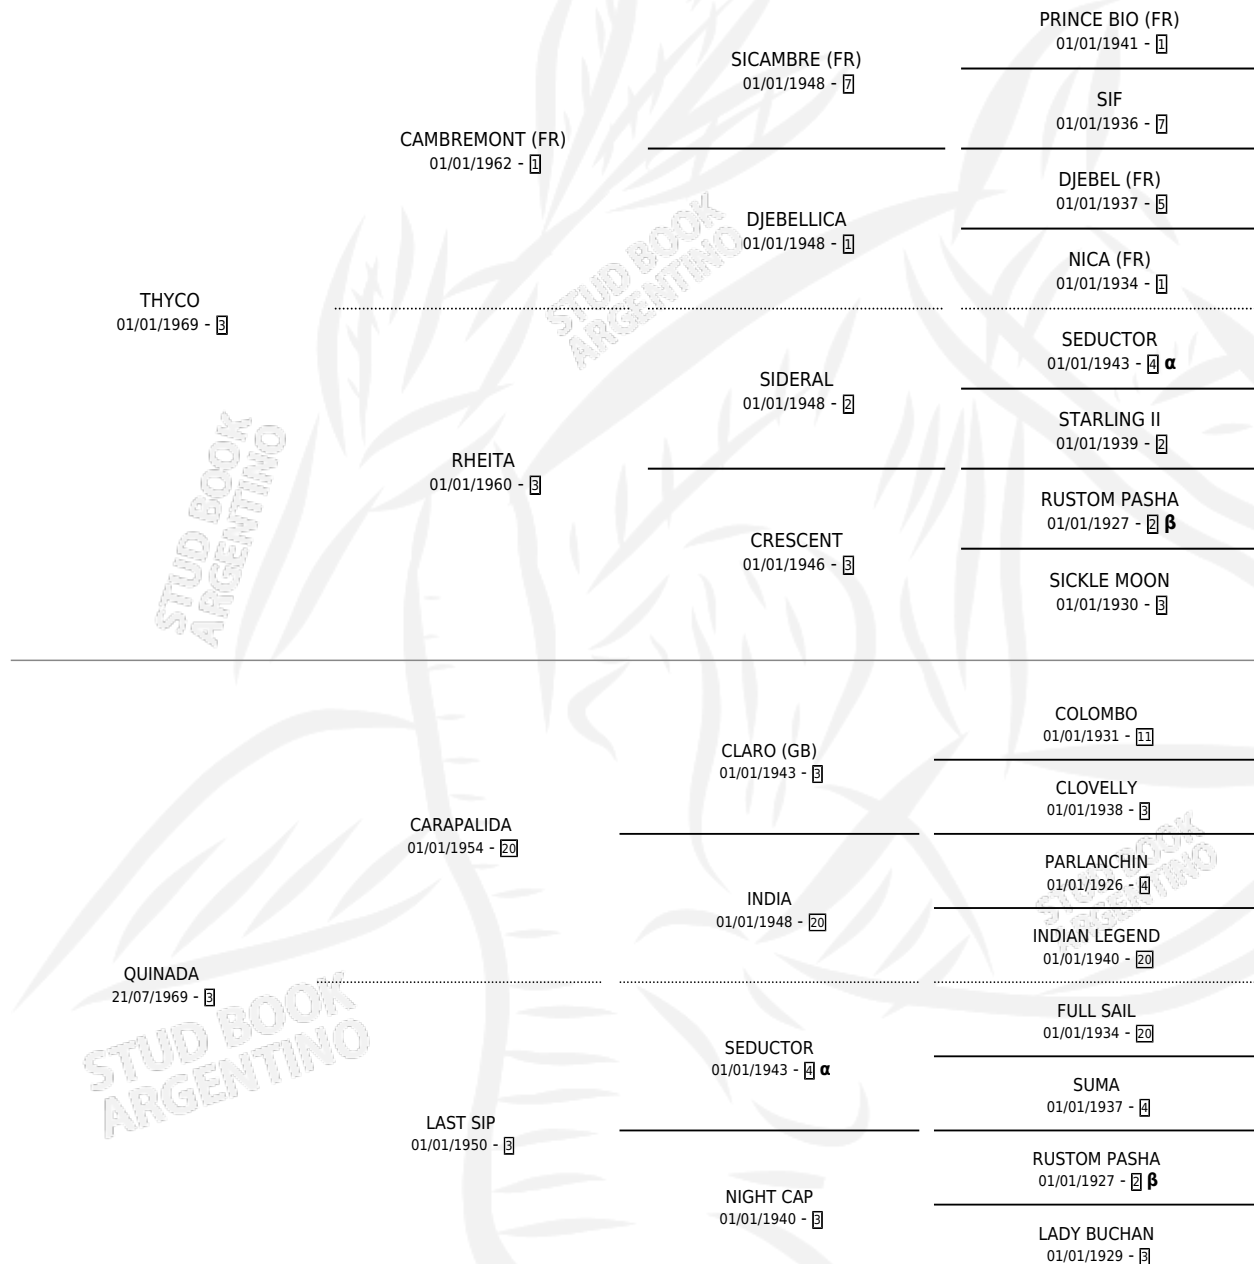 PRINCE BIO (FR)
01/01/1941 - 1
SICAMBRE (FR)
01/01/1948 - 7
SIF
01/01/1936 - 7
CAMBREMONT (FR)
01/01/1962 - 1
DJEBEL (FR)
01/01/1937 - 5
DJEBELLICA
01/01/1948 - 1
NICA (FR)
01/01/1934 - 1
THYCO
01/01/1969 - 3
SEDUCTOR
01/01/1943 - 4 α
SIDERAL
01/01/1948 - 2
STARLING II
01/01/1939 - 2
RHEITA
01/01/1960 - 3
RUSTOM PASHA
01/01/1927 - 2 β
CRESCENT
01/01/1946 - 3
SICKLE MOON
01/01/1930 - 3
COLOMBO
01/01/1931 - 11
CLARO (GB)
01/01/1943 - 3
CLOVELLY
01/01/1938 - 3
CARAPALIDA
01/01/1954 - 20
PARLANCHIN
01/01/1926 - 4
INDIA
01/01/1948 - 20
INDIAN LEGEND
01/01/1940 - 20
QUINADA
21/07/1969 - 3
FULL SAIL
01/01/1934 - 20
SEDUCTOR
01/01/1943 - 4 α
SUMA
01/01/1937 - 4
LAST SIP
01/01/1950 - 3
RUSTOM PASHA
01/01/1927 - 2 β
NIGHT CAP
01/01/1940 - 3
LADY BUCHAN
01/01/1929 - 3
STUD BOOK
ARGENTINO
STUD BOOK
ARGENTINO
STUD BOOK
ARGENTINO
STUD BOOK
ARGENTINO